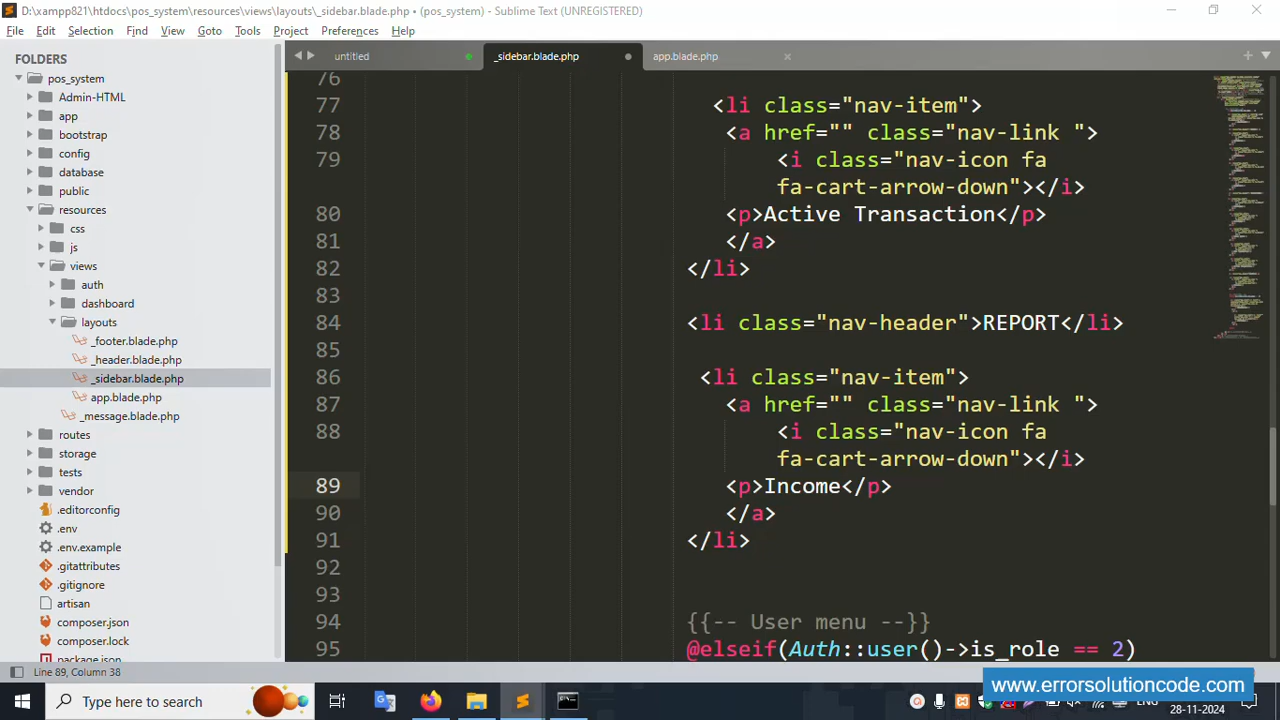 D:\xampp821\htdocs\pos_system\resources\views\layouts\_sidebar.blade.php • (pos_system) - Sublime Text (UNREGISTERED)
File Edit Selection Find View Goto Tools Project Preferences Help
FOLDERS
pos_system
Admin-HTML
app
bootstrap
config
database
public
resources
css
js
views
auth
dashboard
layouts
_footer.blade.php
_header.blade.php
_sidebar.blade.php
app.blade.php
_message.blade.php
routes
storage
tests
vendor
.editorconfig
.env
.env.example
.gitattributes
.gitignore
artisan
composer.json
composer.lock
package.json
untitled _sidebar.blade.php app.blade.php
76
77 <li class="nav-item">
78 <a href="" class="nav-link ">
79 <i class="nav-icon fa
fa-cart-arrow-down"></i>
80 <p>Active Transaction</p>
81 </a>
82 </li>
83
84 <li class="nav-header">REPORT</li>
85
86 <li class="nav-item">
87 <a href="" class="nav-link ">
88 <i class="nav-icon fa
fa-cart-arrow-down"></i>
89 <p>Income</p>
90 </a>
91 </li>
92
93
94 {{-- User menu --}}
95 @elseif(Auth::user()->is_role == 2)
Line 89, Column 38
www.errorsolutioncode.com
Type here to search
ENG
28-11-2024